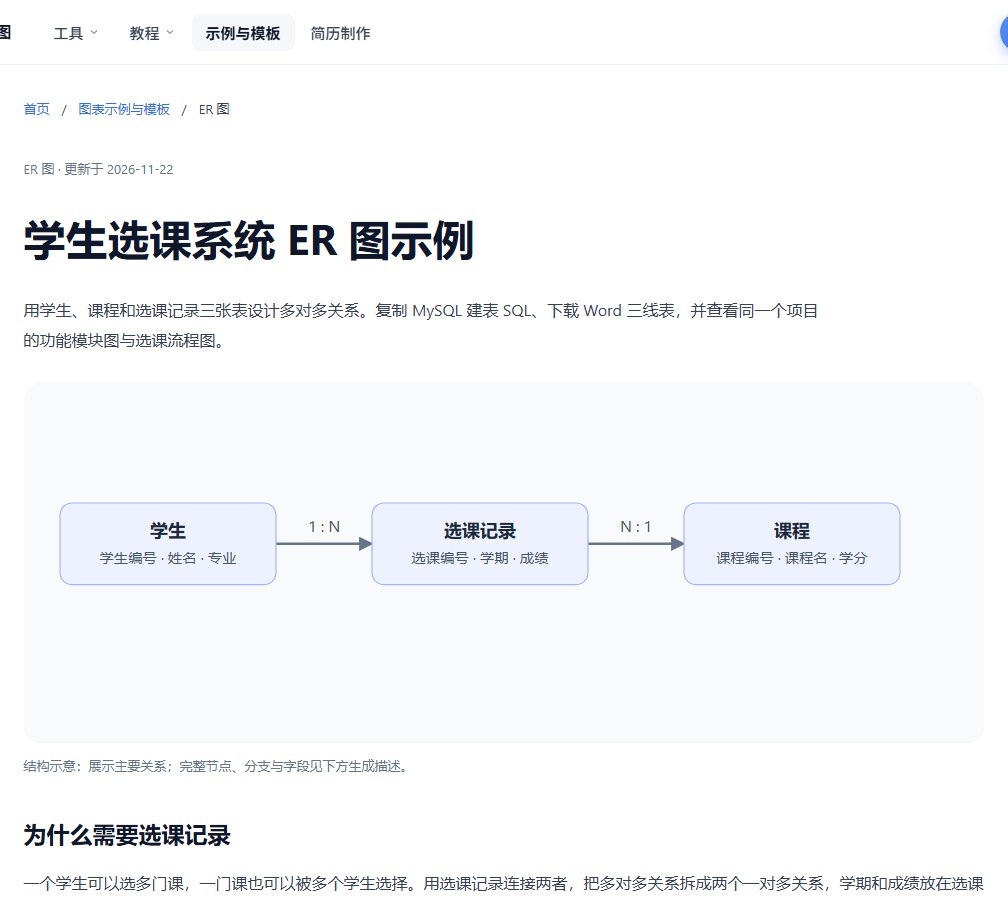 图
工具
教程
示例与模板
简历制作
首页 / 图表示例与模板 / ER 图
ER 图 · 更新于 2026-11-22
学生选课系统 ER 图示例
用学生、课程和选课记录三张表设计多对多关系。复制 MySQL 建表 SQL、下载 Word 三线表，并查看同一个项目
的功能模块图与选课流程图。
学生
学生编号 · 姓名 · 专业
1 : N
选课记录
选课编号 · 学期 · 成绩
N : 1
课程
课程编号 · 课程名 · 学分
结构示意：展示主要关系；完整节点、分支与字段见下方生成描述。
为什么需要选课记录
一个学生可以选多门课，一门课也可以被多个学生选择。用选课记录连接两者，把多对多关系拆成两个一对多关系，学期和成绩放在选课